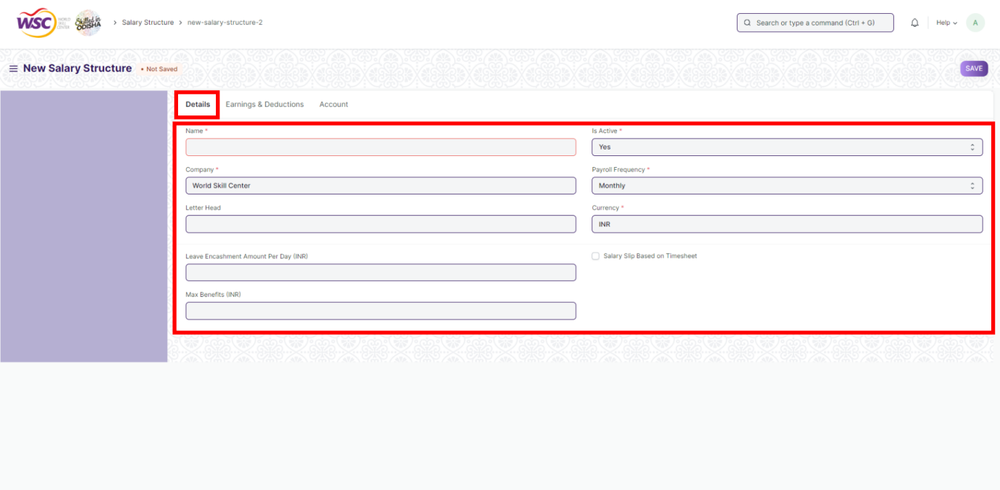 WSC WORLD SKILL CENTER Skilled in ODISHA > Salary Structure > new-salary-structure-2 Search or type a command (Ctrl + G) Help A
New Salary Structure • Not Saved SAVE
Details Earnings & Deductions Account
Name * Is Active *
Yes
Company * Payroll Frequency *
World Skill Center Monthly
Letter Head Currency *
INR
Leave Encashment Amount Per Day (INR) Salary Slip Based on Timesheet
Max Benefits (INR)